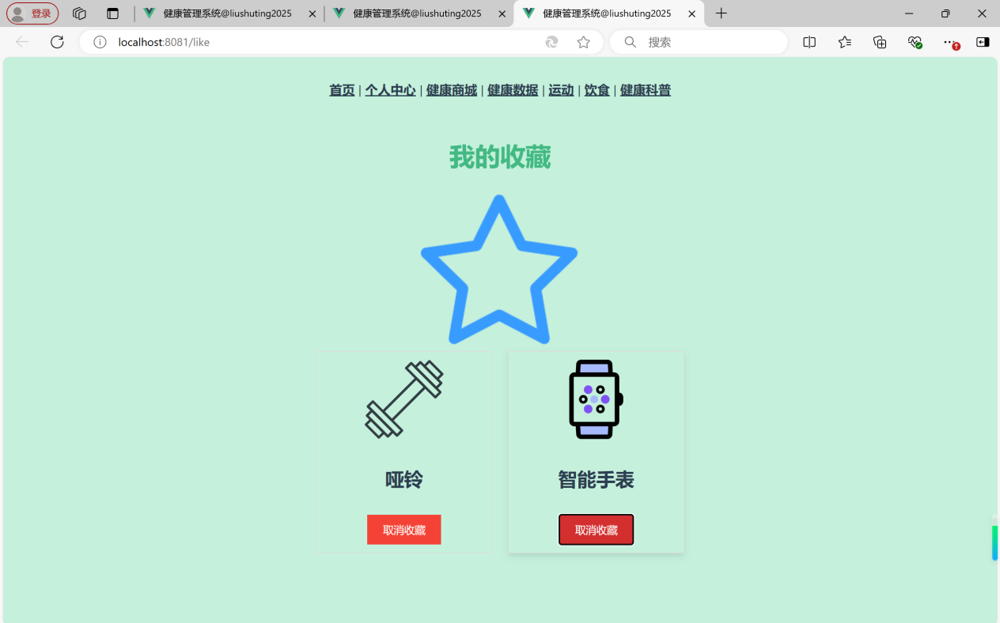 登录
健康管理系统@liushuting2025
健康管理系统@liushuting2025
健康管理系统@liushuting2025
localhost:8081/like
搜索
首页 | 个人中心 | 健康商城 | 健康数据 | 运动 | 饮食 | 健康科普
我的收藏
哑铃
智能手表
取消收藏
取消收藏